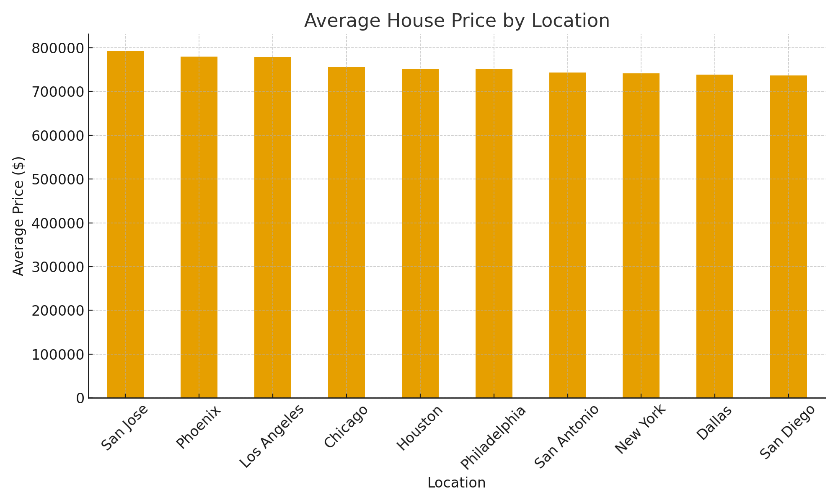 Average House Price by Location
Average Price ($)
800000
700000
600000
500000
400000
300000
200000
100000
0
San Jose
Phoenix
Los Angeles
Chicago
Houston
Philadelphia
San Antonio
New York
Dallas
San Diego
Location